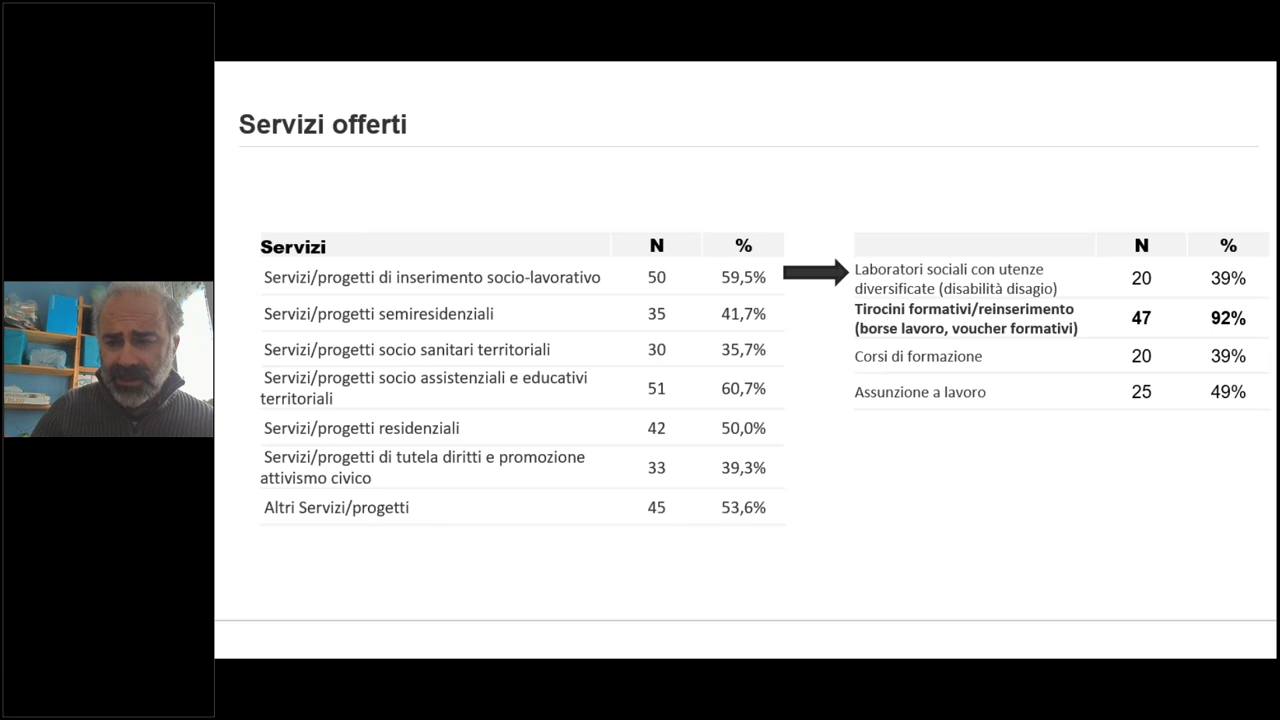 Servizi offerti
Servizi N %
Servizi/progetti di inserimento socio-lavorativo 50 59,5%
Servizi/progetti semiresidenziali 35 41,7%
Servizi/progetti socio sanitari territoriali 30 35,7%
Servizi/progetti socio assistenziali e educativi
territoriali 51 60,7%
Servizi/progetti residenziali 42 50,0%
Servizi/progetti di tutela diritti e promozione
attivismo civico 33 39,3%
Altri Servizi/progetti 45 53,6%
N %
Laboratori sociali con utenze
diversificate (disabilità disagio) 20 39%
Tirocini formativi/reinserimento
(borse lavoro, voucher formativi) 47 92%
Corsi di formazione 20 39%
Assunzione a lavoro 25 49%